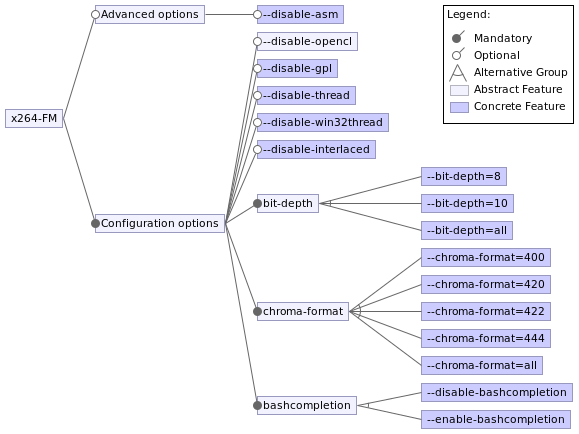 Advanced options
--disable-asm
Legend:
--disable-opencl
Mandatory
Optional
--disable-gpl
Alternative Group
--disable-thread
Abstract Feature
Concrete Feature
x264-FM
--disable-win32thread
--disable-interlaced
--bit-depth=8
bit-depth
--bit-depth=10
Configuration options
--bit-depth=all
--chroma-format=400
--chroma-format=420
chroma-format
--chroma-format=422
--chroma-format=444
--chroma-format=all
--disable-bashcompletion
bashcompletion
--enable-bashcompletion